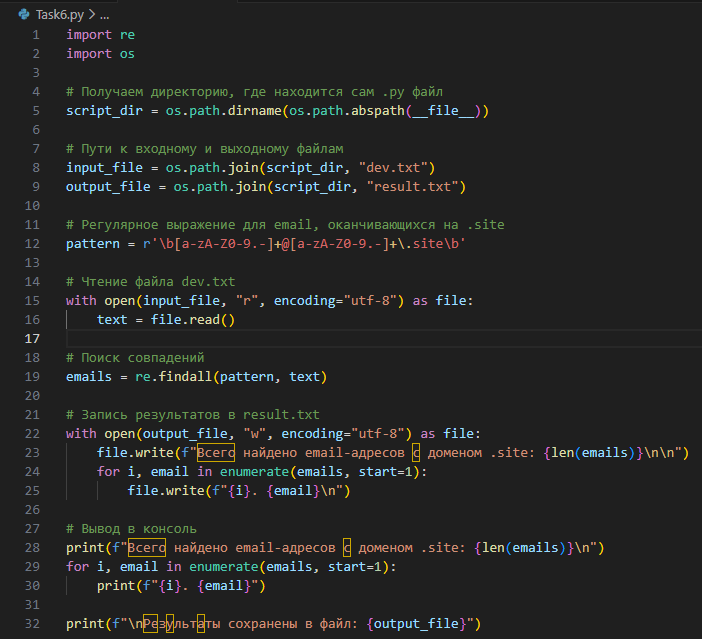 Task6.py > ...
1 import re
2 import os
3
4 # Получаем директорию, где находится сам .py файл
5 script_dir = os.path.dirname(os.path.abspath(__file__))
6
7 # Пути к входному и выходному файлам
8 input_file = os.path.join(script_dir, "dev.txt")
9 output_file = os.path.join(script_dir, "result.txt")
10
11 # Регулярное выражение для email, оканчивающихся на .site
12 pattern = r'\b[a-zA-Z0-9.-]+@[a-zA-Z0-9.-]+\.site\b'
13
14 # Чтение файла dev.txt
15 with open(input_file, "r", encoding="utf-8") as file:
16     text = file.read()
17
18 # Поиск совпадений
19 emails = re.findall(pattern, text)
20
21 # Запись результатов в result.txt
22 with open(output_file, "w", encoding="utf-8") as file:
23     file.write(f"Всего найдено email-адресов с доменом .site: {len(emails)}\n\n")
24     for i, email in enumerate(emails, start=1):
25         file.write(f"{i}. {email}\n")
26
27 # Вывод в консоль
28 print(f"Всего найдено email-адресов с доменом .site: {len(emails)}\n")
29 for i, email in enumerate(emails, start=1):
30     print(f"{i}. {email}")
31
32 print(f"\nРезультаты сохранены в файл: {output_file}")